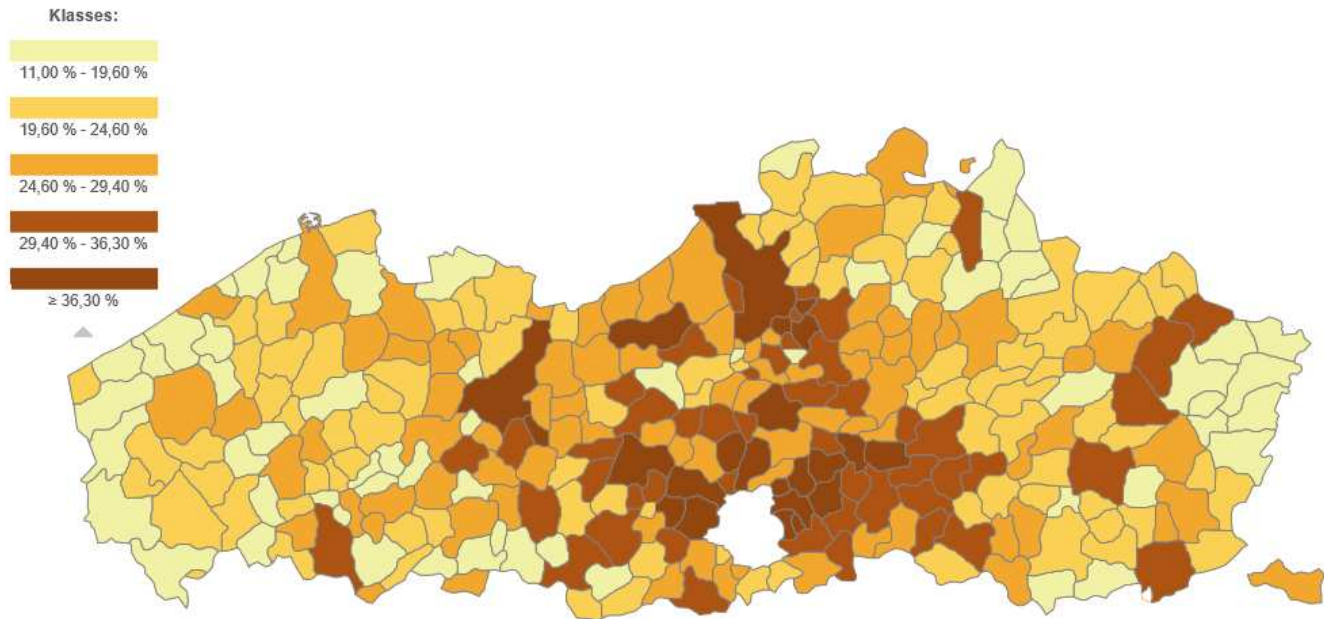 Klasses:
11,00 % - 19,60 %
19,60 % - 24,60 %
24,60 % - 29,40 %
29,40 % - 36,30 %
≥ 36,30 %